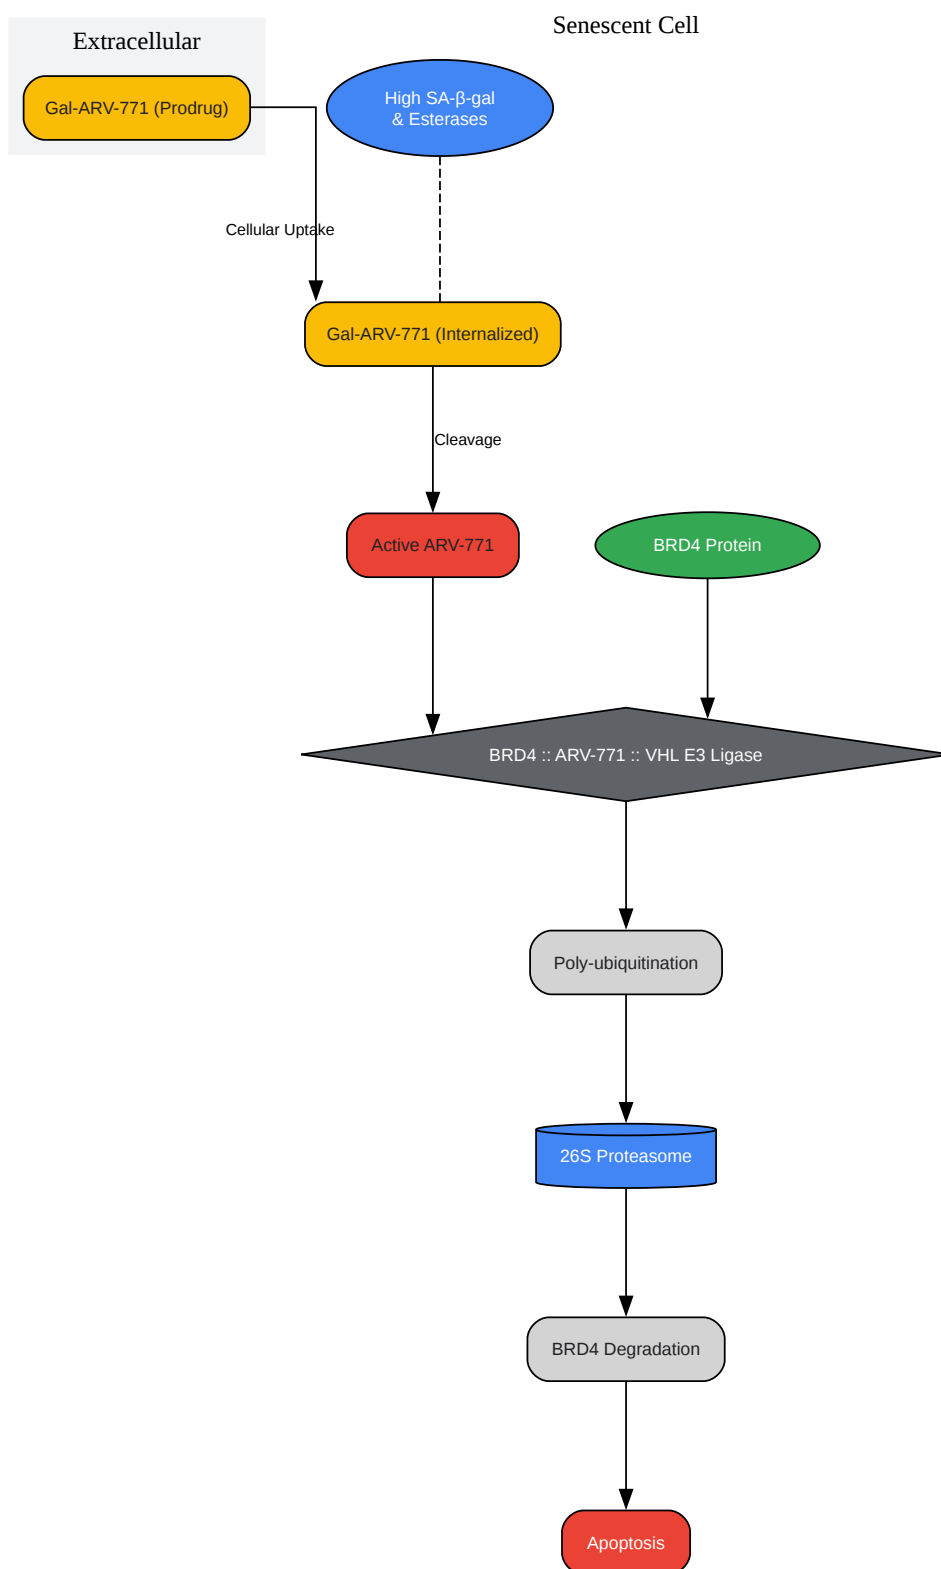 Senescent Cell
Extracellular
Gal-ARV-771 (Prodrug)
High SA-β-gal
& Esterases
Cellular Uptake
Gal-ARV-771 (Internalized)
Cleavage
Active ARV-771
BRD4 Protein
BRD4 :: ARV-771 :: VHL E3 Ligase
Poly-ubiquitination
26S Proteasome
BRD4 Degradation
Apoptosis